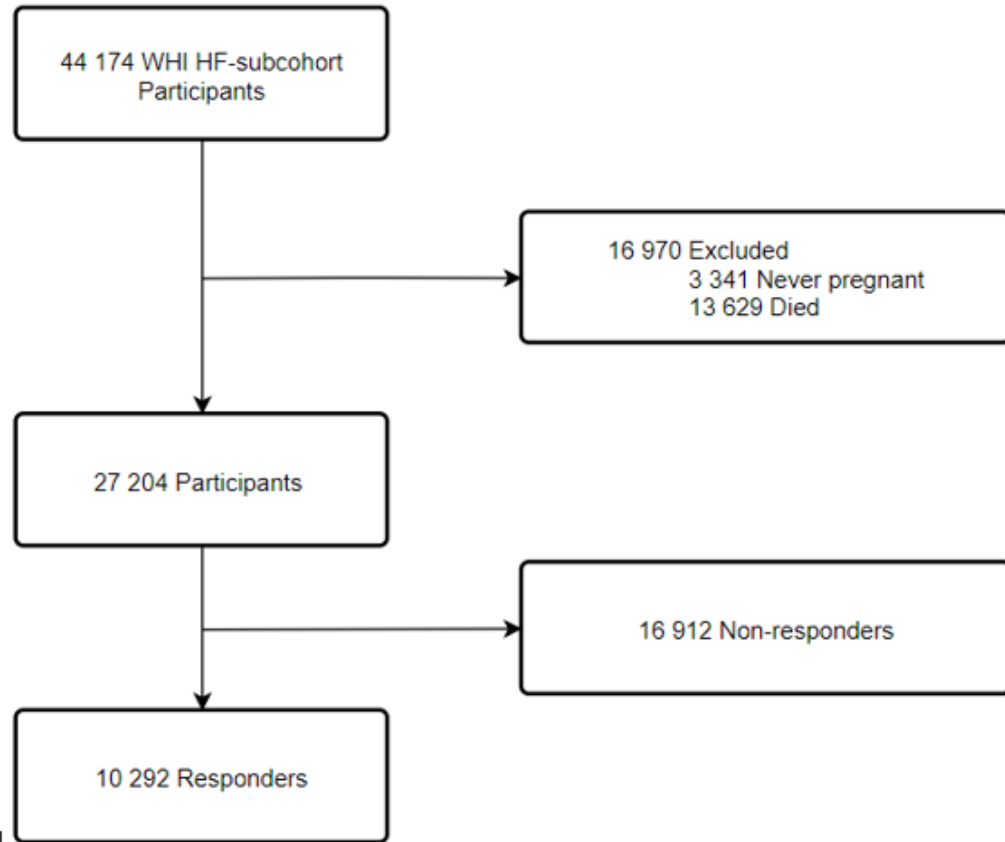 44 174 WHI HF-subcohort
Participants
16 970 Excluded
3 341 Never pregnant
13 629 Died
27 204 Participants
16 912 Non-responders
10 292 Responders